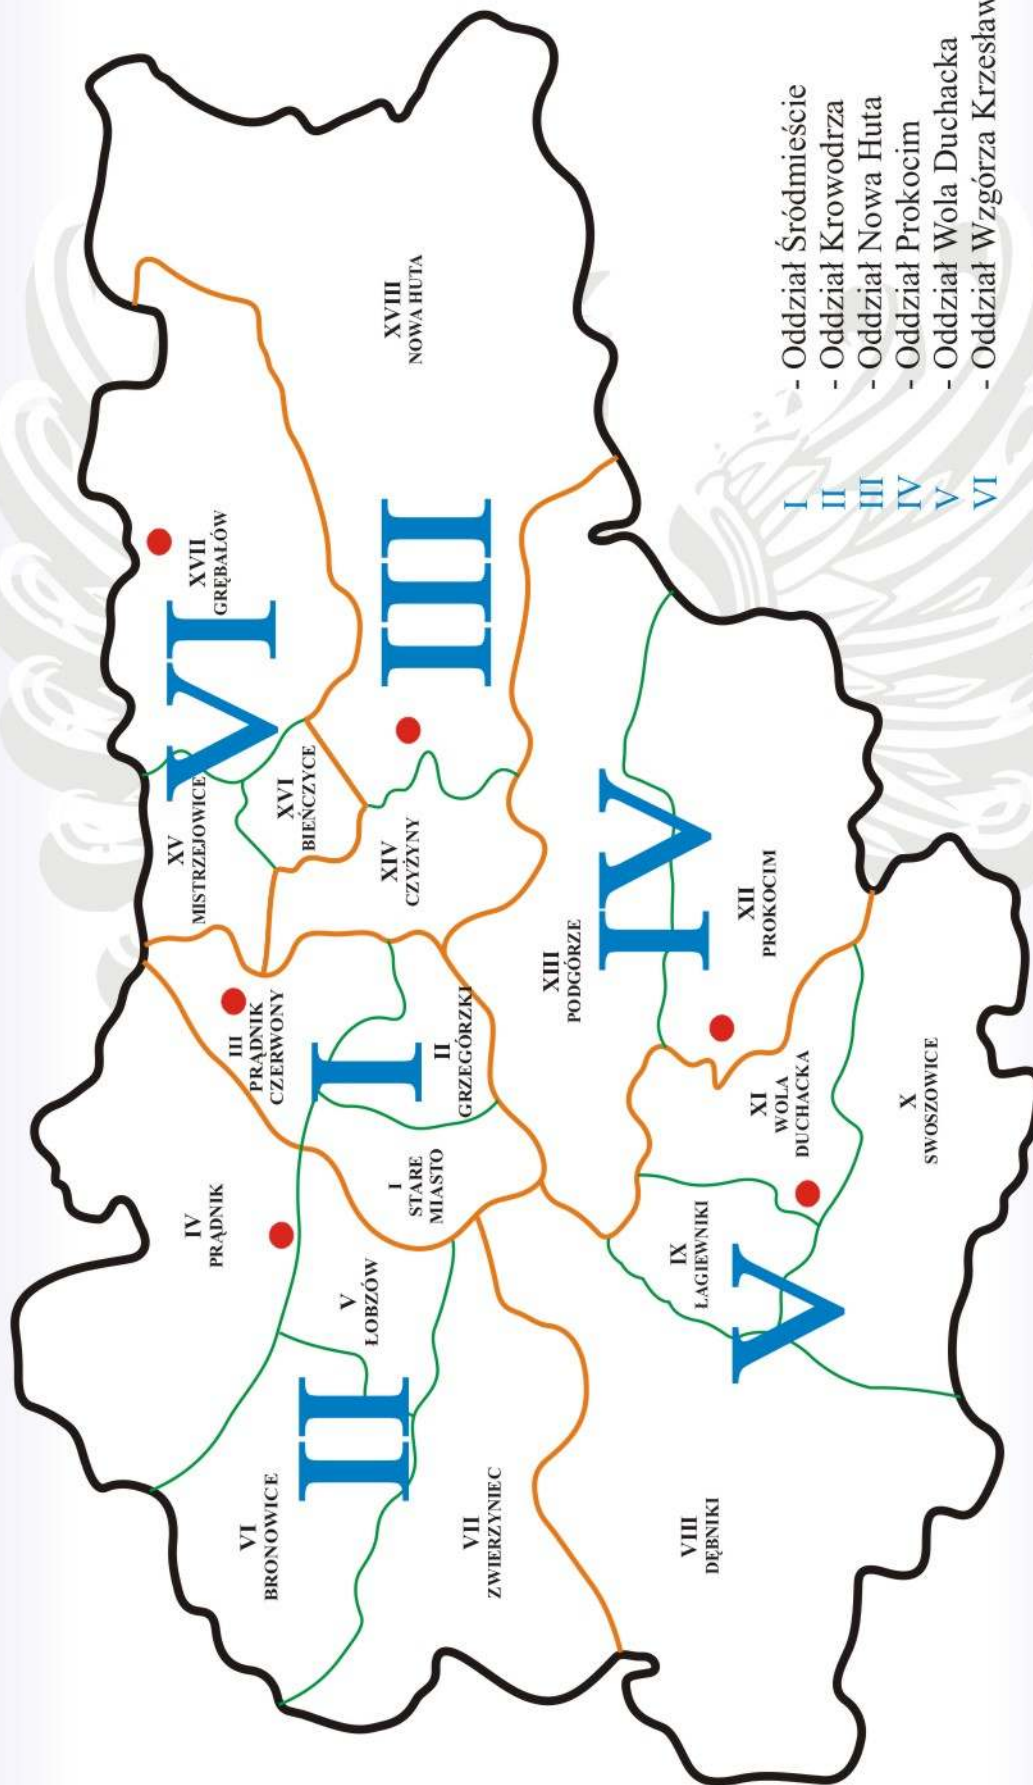 IV
PRĄDNIK
VI
BRONOWICE
V
ŁOBZÓW
II
VII
ZWIERZYNIEC
I
STARE
MIASTO
III
PRĄDNIK
CZERWONY
I
II
GRZEGÓRZKI
XV
MISTRZEJOWICE
XVI
BIEŃCZYCE
XIV
CZYŻYNY
VI
XVII
GRĘBAŁÓW
III
XVIII
NOWA HUTA
VIII
DĘBNIKI
IX
ŁAGIEWNIKI
V
XI
WOLA
DUCHACKA
X
SWOSZOWICE
XIII
PODGÓRZE
IV
XII
PROKOCIM
I - Oddział Śródmieście
II - Oddział Krowodrza
III - Oddział Nowa Huta
IV - Oddział Prokocim
V - Oddział Wola Duchacka
VI - Oddział Wzgórza